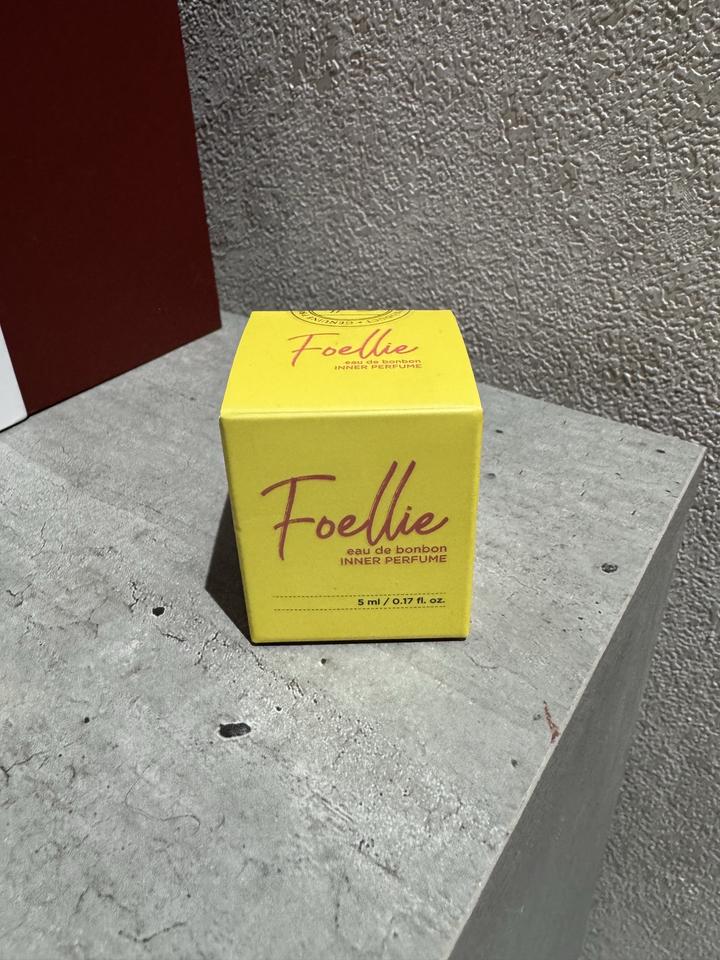 Foellie
eau de bonbon
INNER PERFUME
Foellie
eau de bonbon
INNER PERFUME
5 ml / 0.17 fl. oz.